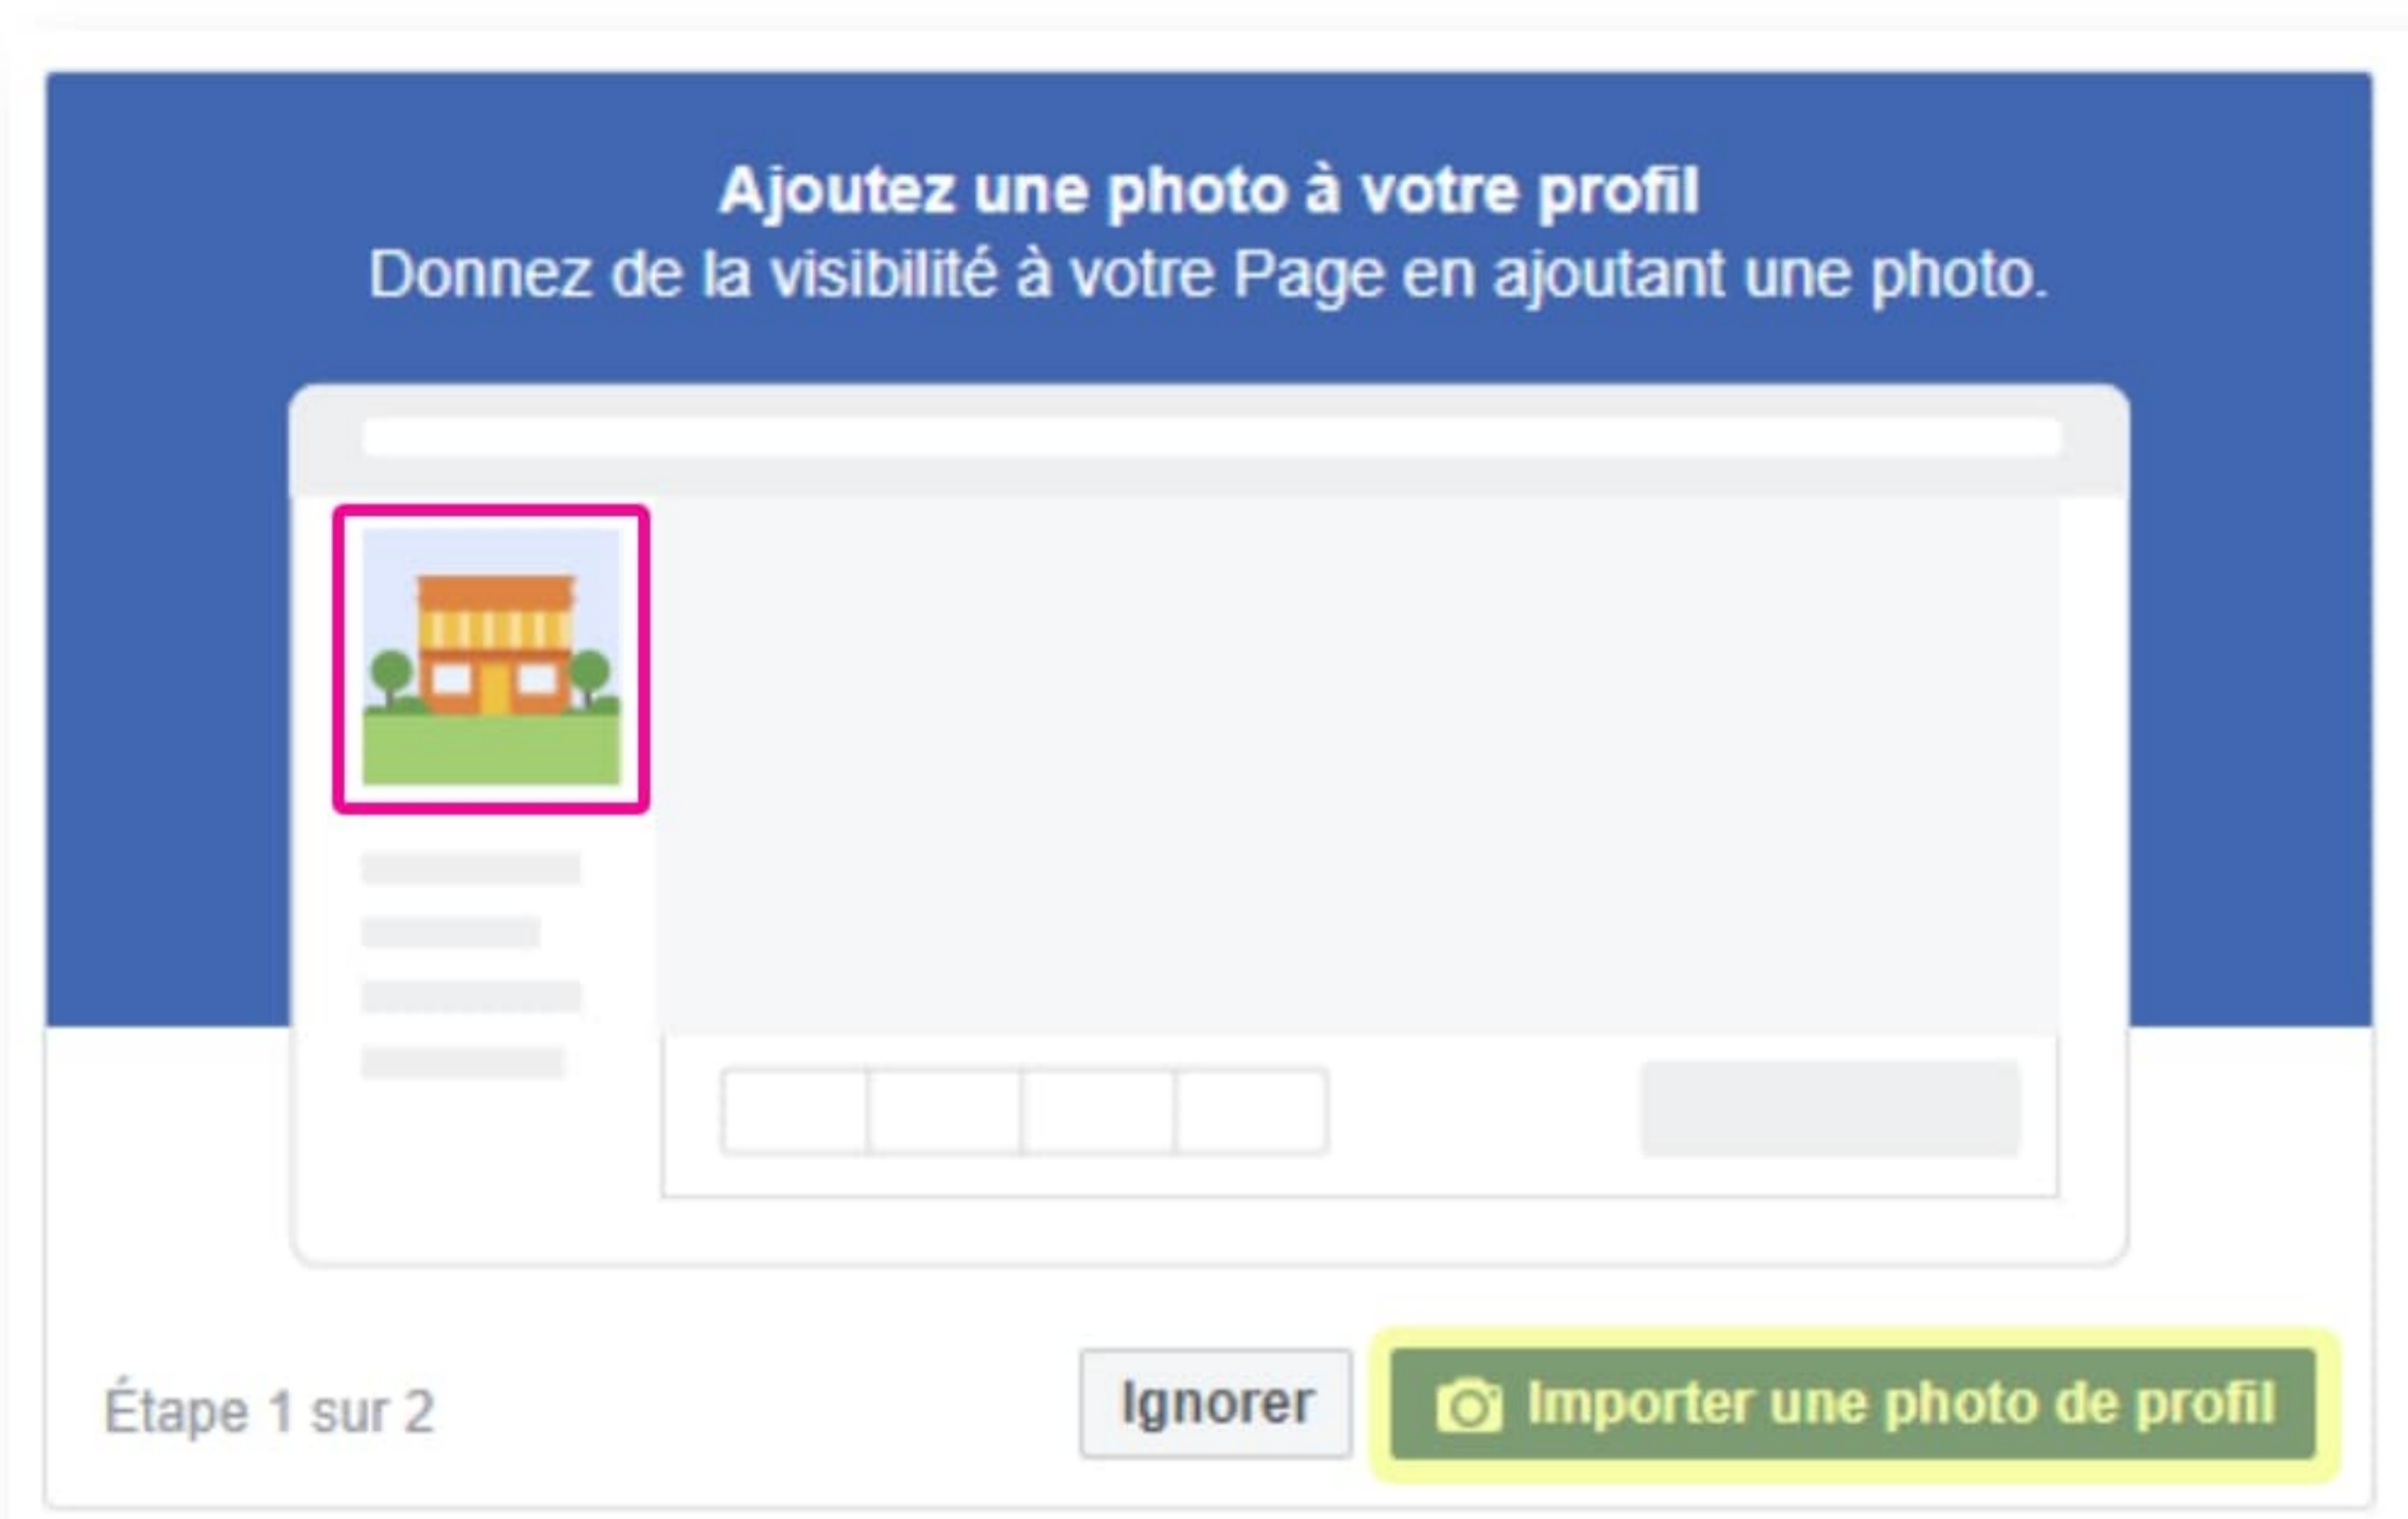 Ajoutez une photo à votre profil
Donnez de la visibilité à votre Page en ajoutant une photo.
Étape 1 sur 2
Ignorer
Importer une photo de profil